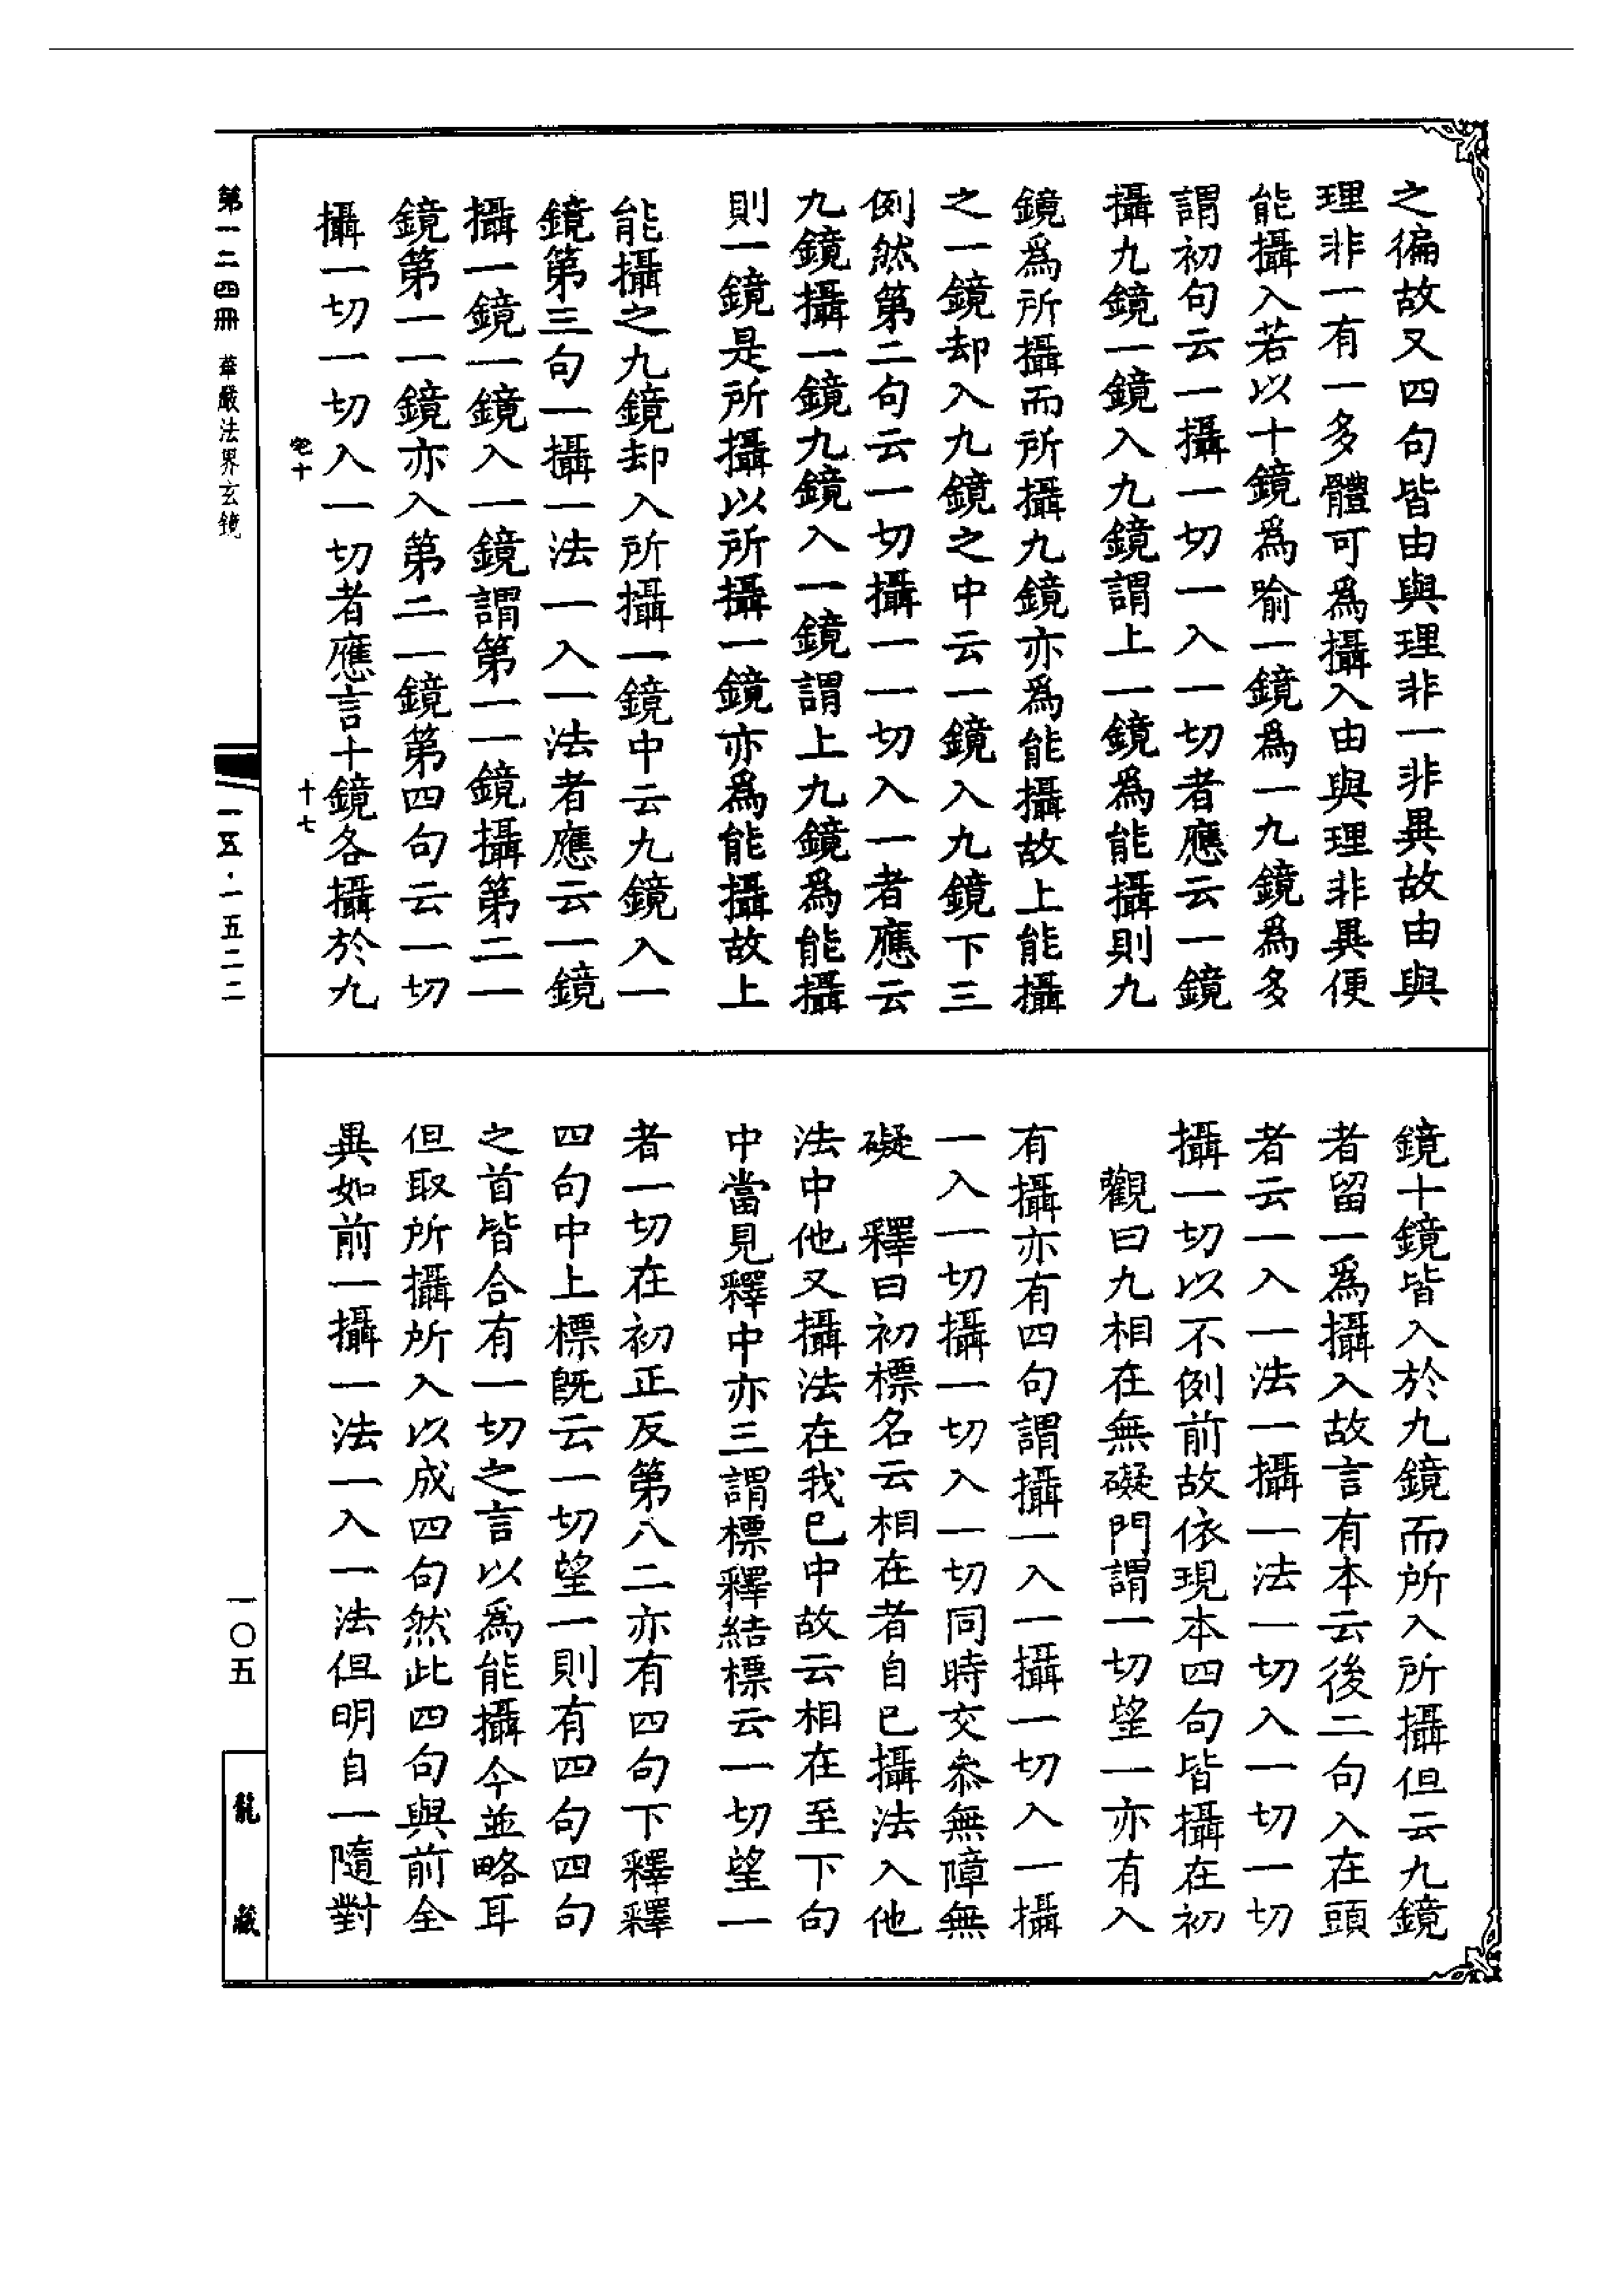 之徧故又四句皆由與理非一非異故由與
理非一有一多體可爲攝入由與理非異便
能攝入若以十鏡爲喻一鏡爲一九鏡爲多
謂初句云一攝一切一入一切者應云一鏡
攝九鏡一鏡入九鏡謂上一鏡爲能攝則九
鏡爲所攝而所攝九鏡亦爲能攝故上能攝
之一鏡却入九鏡之中云一鏡入九鏡下三
例然第二句云一切攝一一切入一者應云
九鏡攝一鏡九鏡入一鏡謂上九鏡爲能攝
則一鏡是所攝以所攝一鏡亦爲能攝故上
能攝之九鏡却入所攝一鏡中云九鏡入一
鏡第三句一攝一法一入一法者應云一鏡
攝一鏡一鏡入一鏡謂第一一鏡攝第二一
鏡第一一鏡亦入第二一鏡第四句云一切
攝一切一切入一切者應言十鏡各攝於九
十七
鏡十鏡皆入於九鏡而所入所攝但云九鏡
者留一爲攝入故言有本云後二句入在頭
者云一入一法一攝一法一切入一切一切
攝一切以不例前故依現本四句皆攝在初
觀曰九相在無礙門謂一切望一亦有入
有攝亦有四句謂攝一入一攝一切入一攝
一入一切攝一切入一切同時交叅無障無
礙　釋曰初標名云相在者自已攝法入他
法中他又攝法在我已中故云相在至下句
中當見釋中亦三謂標釋結標云一切望一
者一切在初正反第八二亦有四句下釋釋
四句中上標旣云一切望一則有四句四句
之首皆合有一切之言以爲能攝今並略耳
但取所攝所入以成四句然此四句與前全
異如前一攝一法一入一法但明自一隨對
第一二四冊　華嚴法界玄鏡
一五·一五二二
一〇五
龍藏